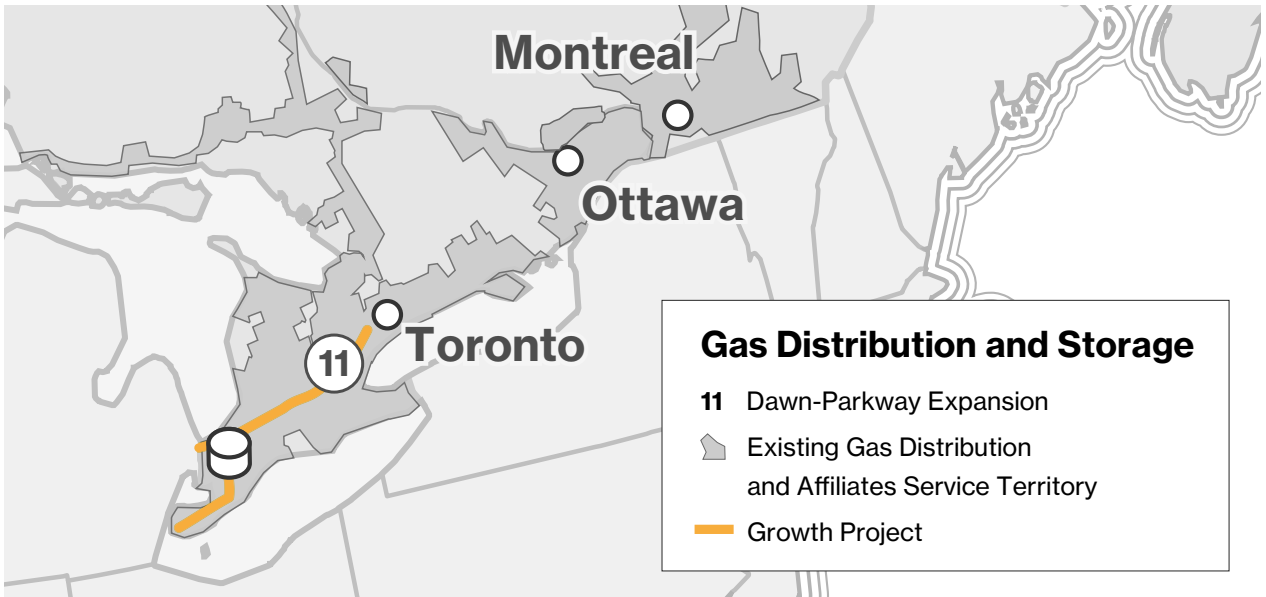 Montreal
Ottawa
Toronto
11
Gas Distribution and Storage
11 Dawn-Parkway Expansion
Existing Gas Distribution
and Affiliates Service Territory
Growth Project